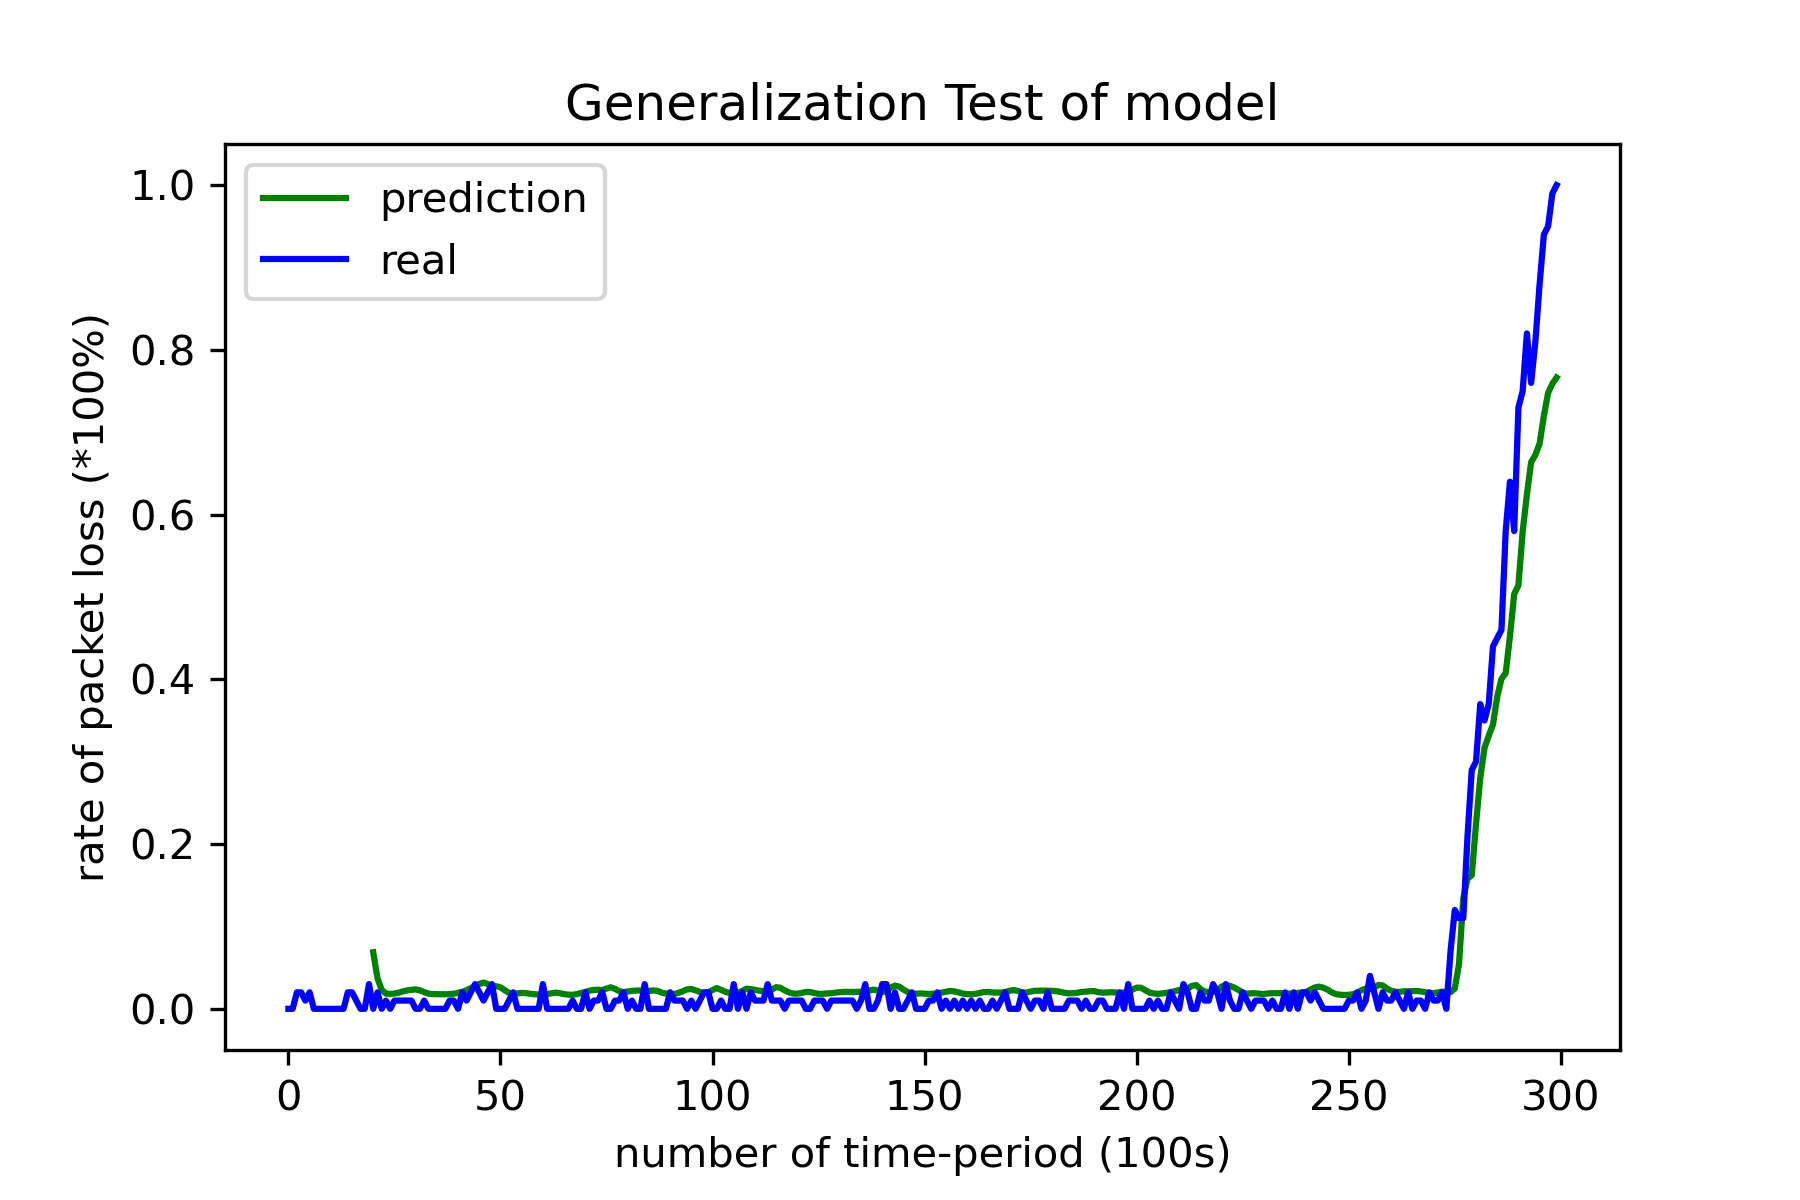 Generalization Test of model
prediction
real
1.0
0.8
0.6
0.4
0.2
0.0
rate of packet loss (*100%)
0 50 100 150 200 250 300
number of time-period (100s)